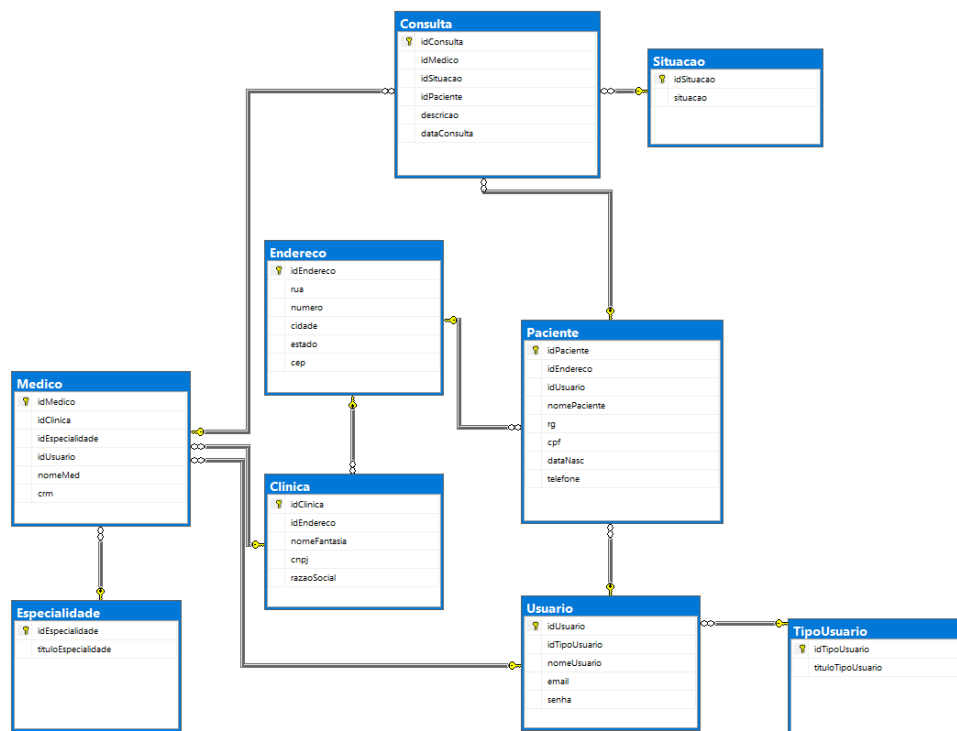 Consulta
idConsulta
idMedico
idSituacao
idPaciente
descricao
dataConsulta
Situacao
idSituacao
situacao
Endereco
idEndereco
rua
numero
cidade
estado
cep
Paciente
idPaciente
idEndereco
idUsuario
nomePaciente
rg
cpf
dataNasc
telefone
Medico
idMedico
idClinica
idEspecialidade
idUsuario
nomeMed
crm
Clinica
idClinica
idEndereco
nomeFantasia
cnpj
razaoSocial
Especialidade
idEspecialidade
tituloEspecialidade
Usuario
idUsuario
idTipoUsuario
nomeUsuario
email
senha
TipoUsuario
idTipoUsuario
tituloTipoUsuario